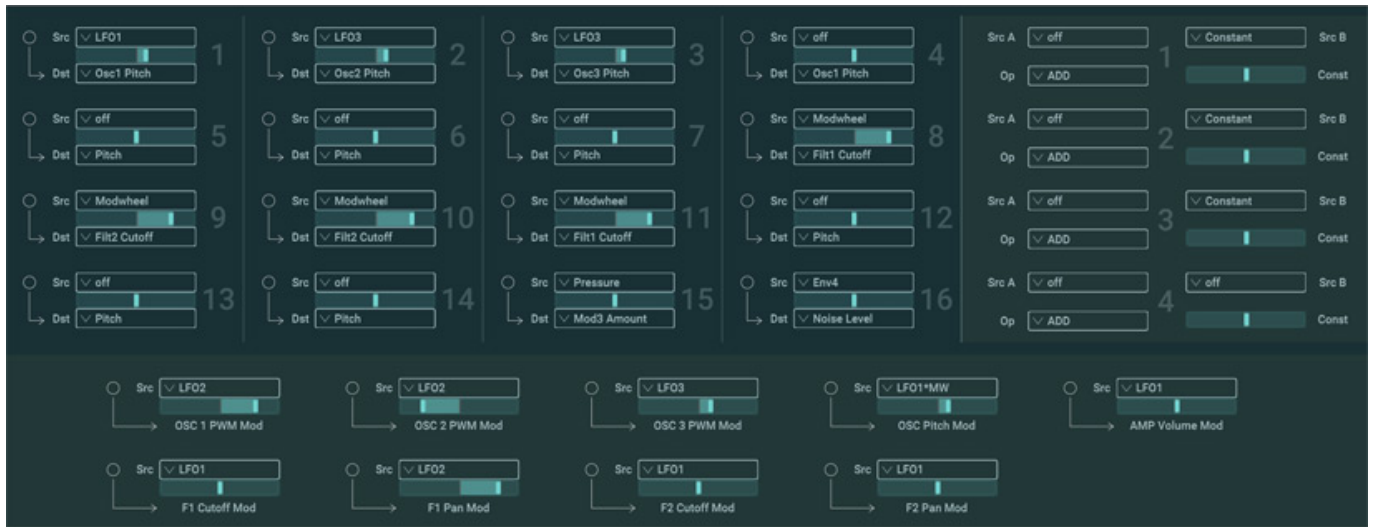 Src LFO1 1 Src LFO3 2 Src LFO3 3 Src off 4 Src A off 1 Constant Src B
Dst Osc1 Pitch Dst Osc2 Pitch Dst Osc3 Pitch Dst Osc1 Pitch Op ADD Const
Src off 5 Src off 6 Src off 7 Src Modwheel 8 Src A off 2 Constant Src B
Dst Pitch Dst Pitch Dst Pitch Dst Filt1 Cutoff Op ADD Const
Src Modwheel 9 Src Modwheel 10 Src Modwheel 11 Src off 12 Src A off 3 Constant Src B
Dst Filt2 Cutoff Dst Filt2 Cutoff Dst Filt1 Cutoff Dst Pitch Op ADD Const
Src off 13 Src off 14 Src Pressure 15 Src Env4 16 Src A off 4 off Src B
Dst Pitch Dst Pitch Dst Mod3 Amount Dst Noise Level Op ADD Const
Src LFO2 Src LFO2 Src LFO3 Src LFO1*MW Src LFO1
OSC 1 PWM Mod OSC 2 PWM Mod OSC 3 PWM Mod OSC Pitch Mod AMP Volume Mod
Src LFO1 Src LFO2 Src LFO1 Src LFO1
F1 Cutoff Mod F1 Pan Mod F2 Cutoff Mod F2 Pan Mod